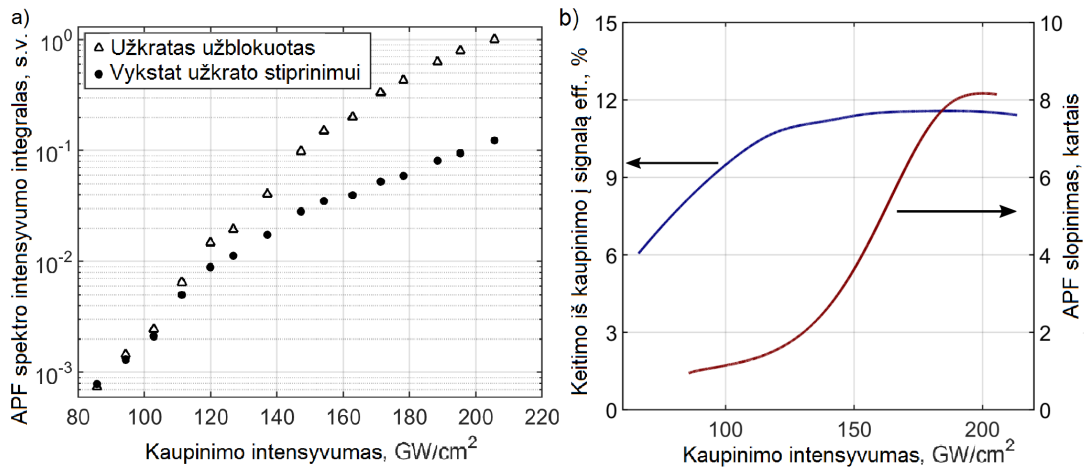 a)
APF spektro intensyvumo integralas, s.v.
10^0
10^-1
10^-2
10^-3
Užkratas užblokuotas
Vykstat užkrato stiprinimui
80 100 120 140 160 180 200 220
Kaupinimo intensyvumas, GW/cm^2
b)
Keitimo iš kaupinimo į signalą eff., %
15
12
9
6
3
0
100 150 200
Kaupinimo intensyvumas, GW/cm^2
10
8
6
4
2
0
APF slopinimas, kartais